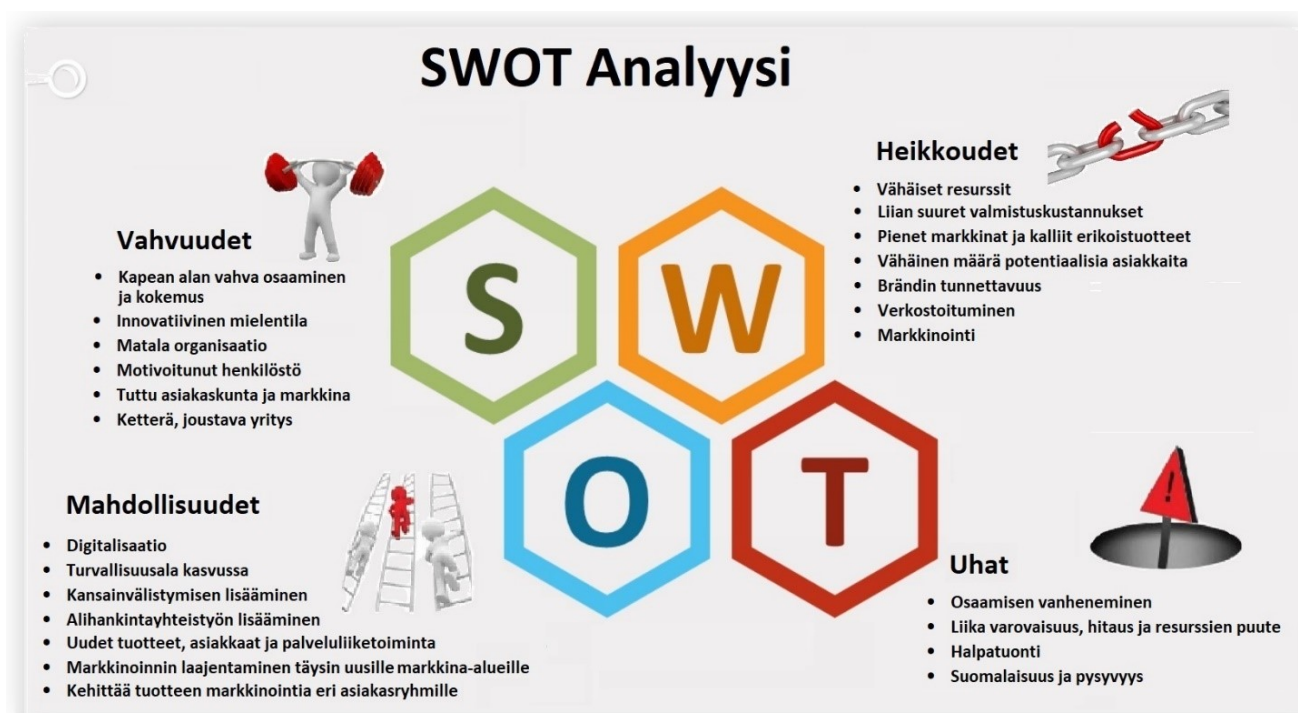 SWOT Analyysi
Vahvuudet
• Kapean alan vahva osaaminen
ja kokemus
• Innovatiivinen mielentila
• Matala organisaatio
• Motivoitunut henkilöstö
• Tuttu asiakaskunta ja markkina
• Ketterä, joustava yritys
Heikkoudet
• Vähäiset resurssit
• Liian suuret valmistuskustannukset
• Pienet markkinat ja kalliit erikoistuotteet
• Vähäinen määrä potentiaalisia asiakkaita
• Brändin tunnettavuus
• Verkostoituminen
• Markkinointi
S
W
O
T
Mahdollisuudet
• Digitalisaatio
• Turvallisuusala kasvussa
• Kansainvälistymisen lisääminen
• Alihankintayhteistyön lisääminen
• Uudet tuotteet, asiakkaat ja palveluliiketoiminta
• Markkinoinnin laajentaminen täysin uusille markkina-alueille
• Kehittää tuotteen markkinointia eri asiakasryhmille
!
Uhat
• Osaamisen vanheneminen
• Liika varovaisuus, hitaus ja resurssien puute
• Halpatuonti
• Suomalaisuus ja pysyvyys